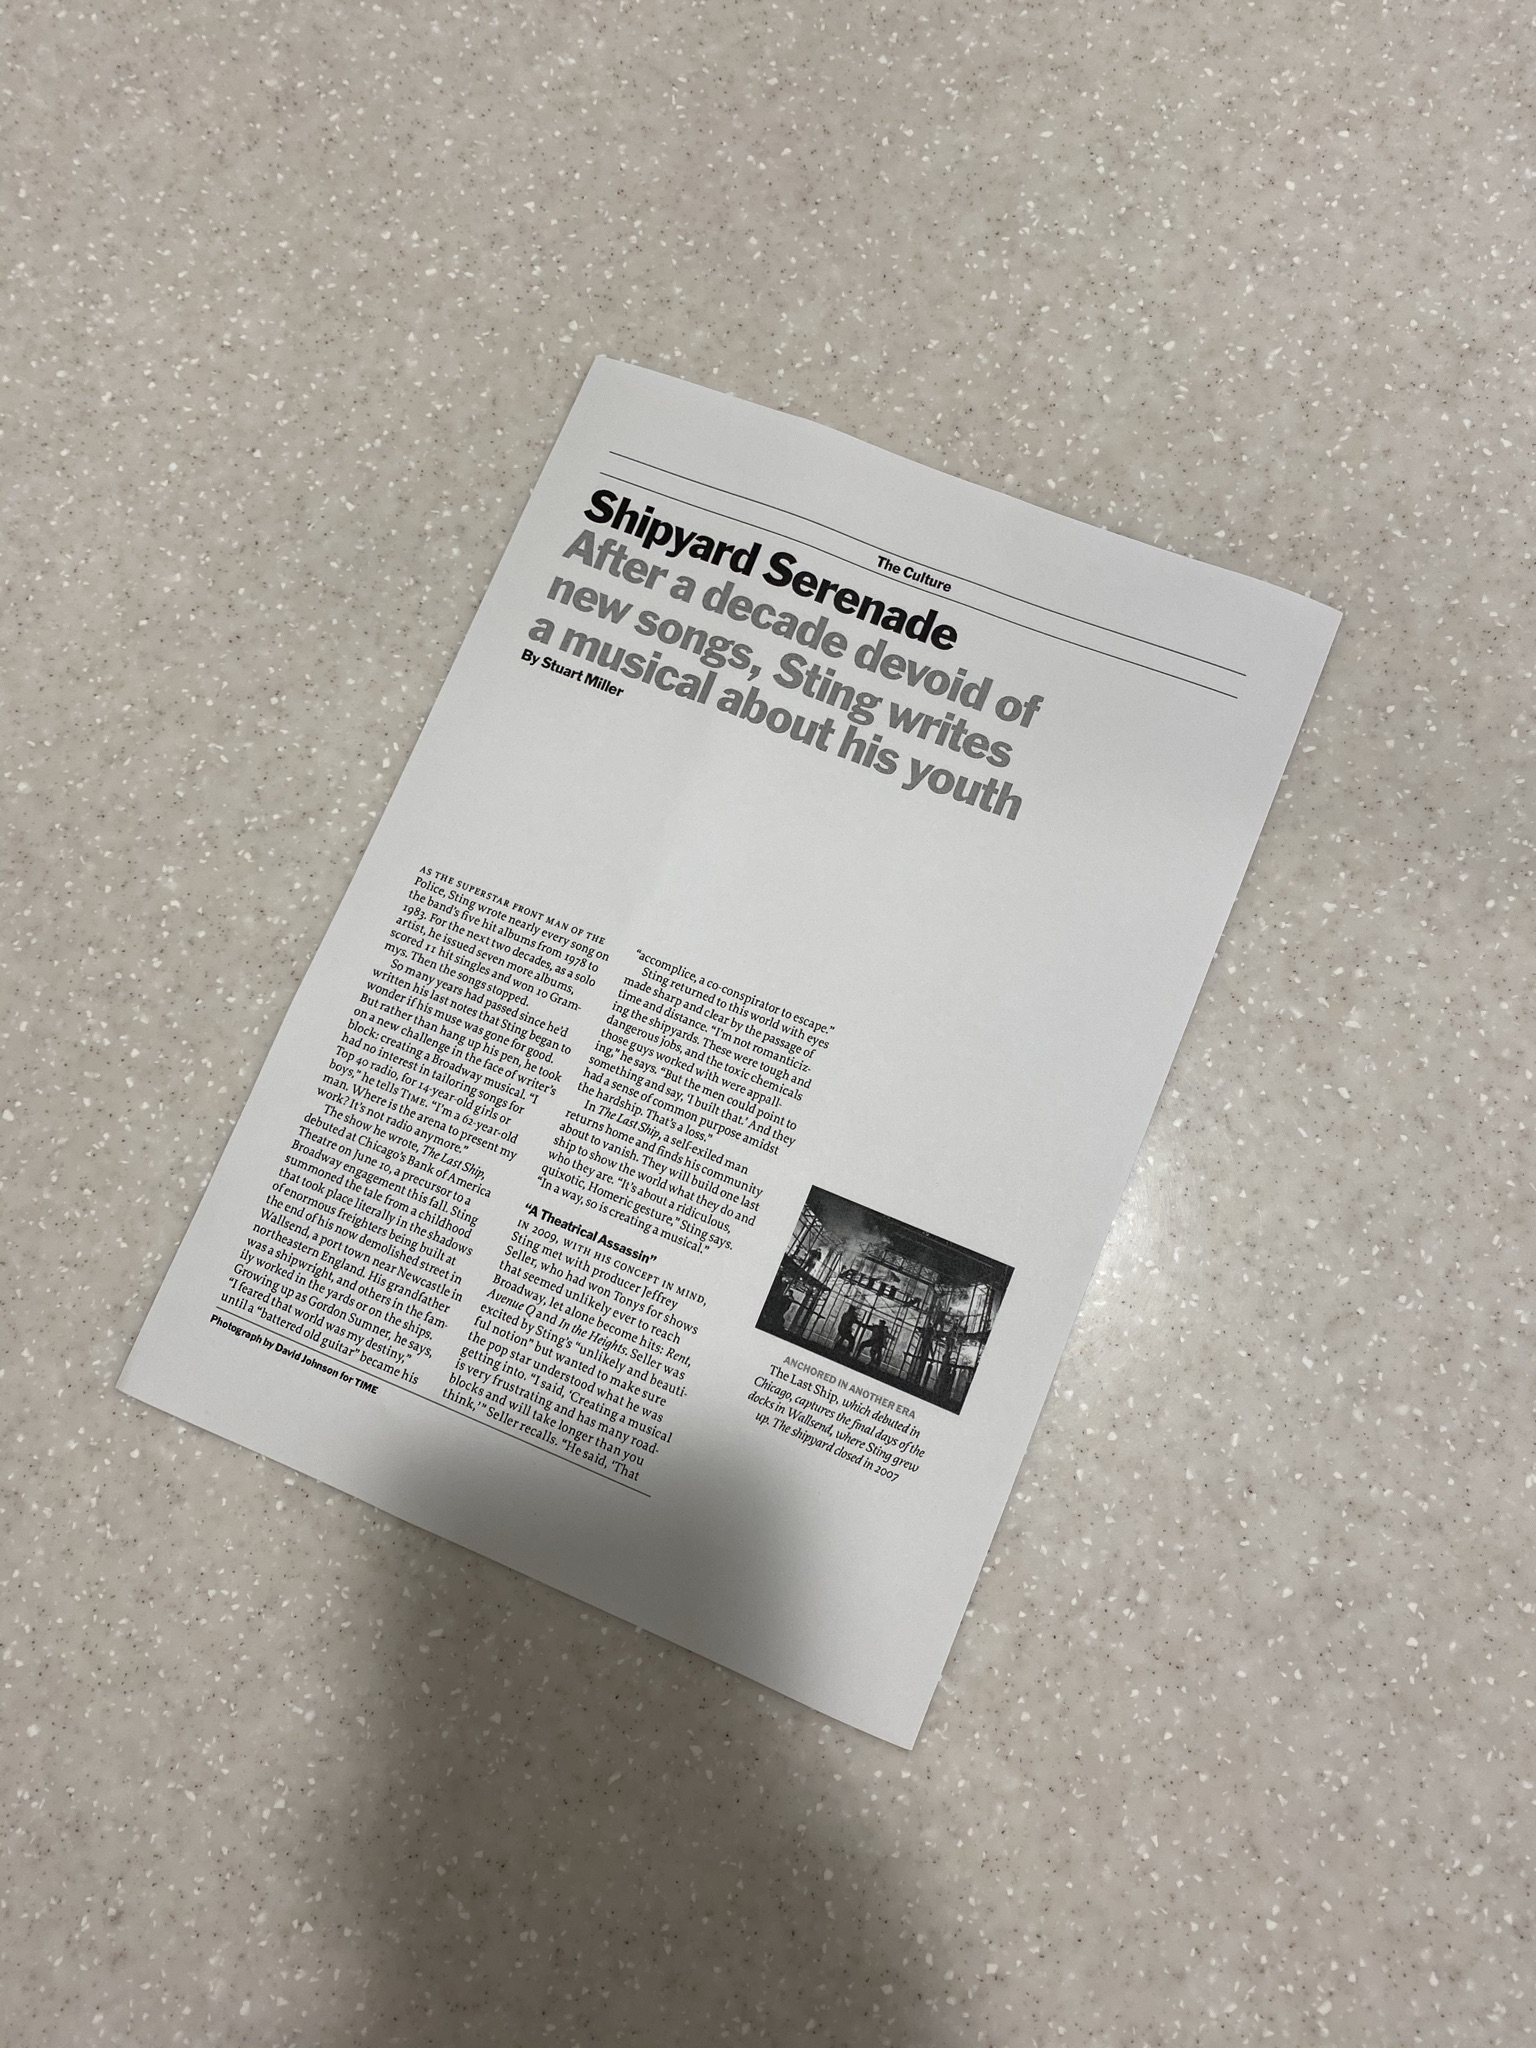 The Culture
Shipyard Serenade
After a decade devoid of
new songs, Sting writes
a musical about his youth
By Stuart Miller
AS THE SUPERSTAR FRONT MAN OF THE
Police, Sting wrote nearly every song on
the band's five hit albums from 1978 to
1983. For the next two decades, as a solo
artist, he issued seven more albums,
scored 11 hit singles and won 10 Gram-
mys. Then the songs stopped.
So many years had passed since he'd
written his last notes that Sting began to
wonder if his muse was gone for good.
But rather than hang up his pen, he took
on a new challenge in the face of writer's
block: creating a Broadway musical. "I
had no interest in tailoring songs for
Top 40 radio, for 14-year-old girls or
boys," he tells TIME. "I'm a 62-year-old
man. Where is the arena to present my
work? It's not radio anymore."
The show he wrote, The Last Ship,
debuted at Chicago's Bank of America
Theatre on June 10, a precursor to a
Broadway engagement this fall. Sting
summoned the tale from a childhood
that took place literally in the shadows
of enormous freighters being built at
the end of his now demolished street in
Wallsend, a port town near Newcastle in
northeastern England. His grandfather
was a shipwright, and others in the fam-
ily worked in the yards or on the ships.
Growing up as Gordon Sumner, he says,
"I feared that world was my destiny,"
until a "battered old guitar" became his
Photograph by David Johnson for TIME
"accomplice, a co-conspirator to escape."
Sting returned to this world with eyes
made sharp and clear by the passage of
time and distance. "I'm not romanticiz-
ing the shipyards. These were tough and
dangerous jobs, and the toxic chemicals
those guys worked with were appall-
ing," he says. "But the men could point to
something and say, 'I built that.' And they
had a sense of common purpose amidst
the hardship. That's a loss."
In The Last Ship, a self-exiled man
returns home and finds his community
about to vanish. They will build one last
ship to show the world what they do and
who they are. "It's about a ridiculous,
quixotic, Homeric gesture," Sting says.
"In a way, so is creating a musical."
"A Theatrical Assassin"
IN 2009, WITH HIS CONCEPT IN MIND,
Sting met with producer Jeffrey
Seller, who had won Tonys for shows
that seemed unlikely ever to reach
Broadway, let alone become hits: Rent,
Avenue Q and In the Heights. Seller was
excited by Sting's "unlikely and beauti-
ful notion" but wanted to make sure
the pop star understood what he was
getting into. "I said, 'Creating a musical
is very frustrating and has many road-
blocks and will take longer than you
think,'" Seller recalls. "He said, 'That
ANCHORED IN ANOTHER ERA
The Last Ship, which debuted in
Chicago, captures the final days of the
docks in Wallsend, where Sting grew
up. The shipyard closed in 2007